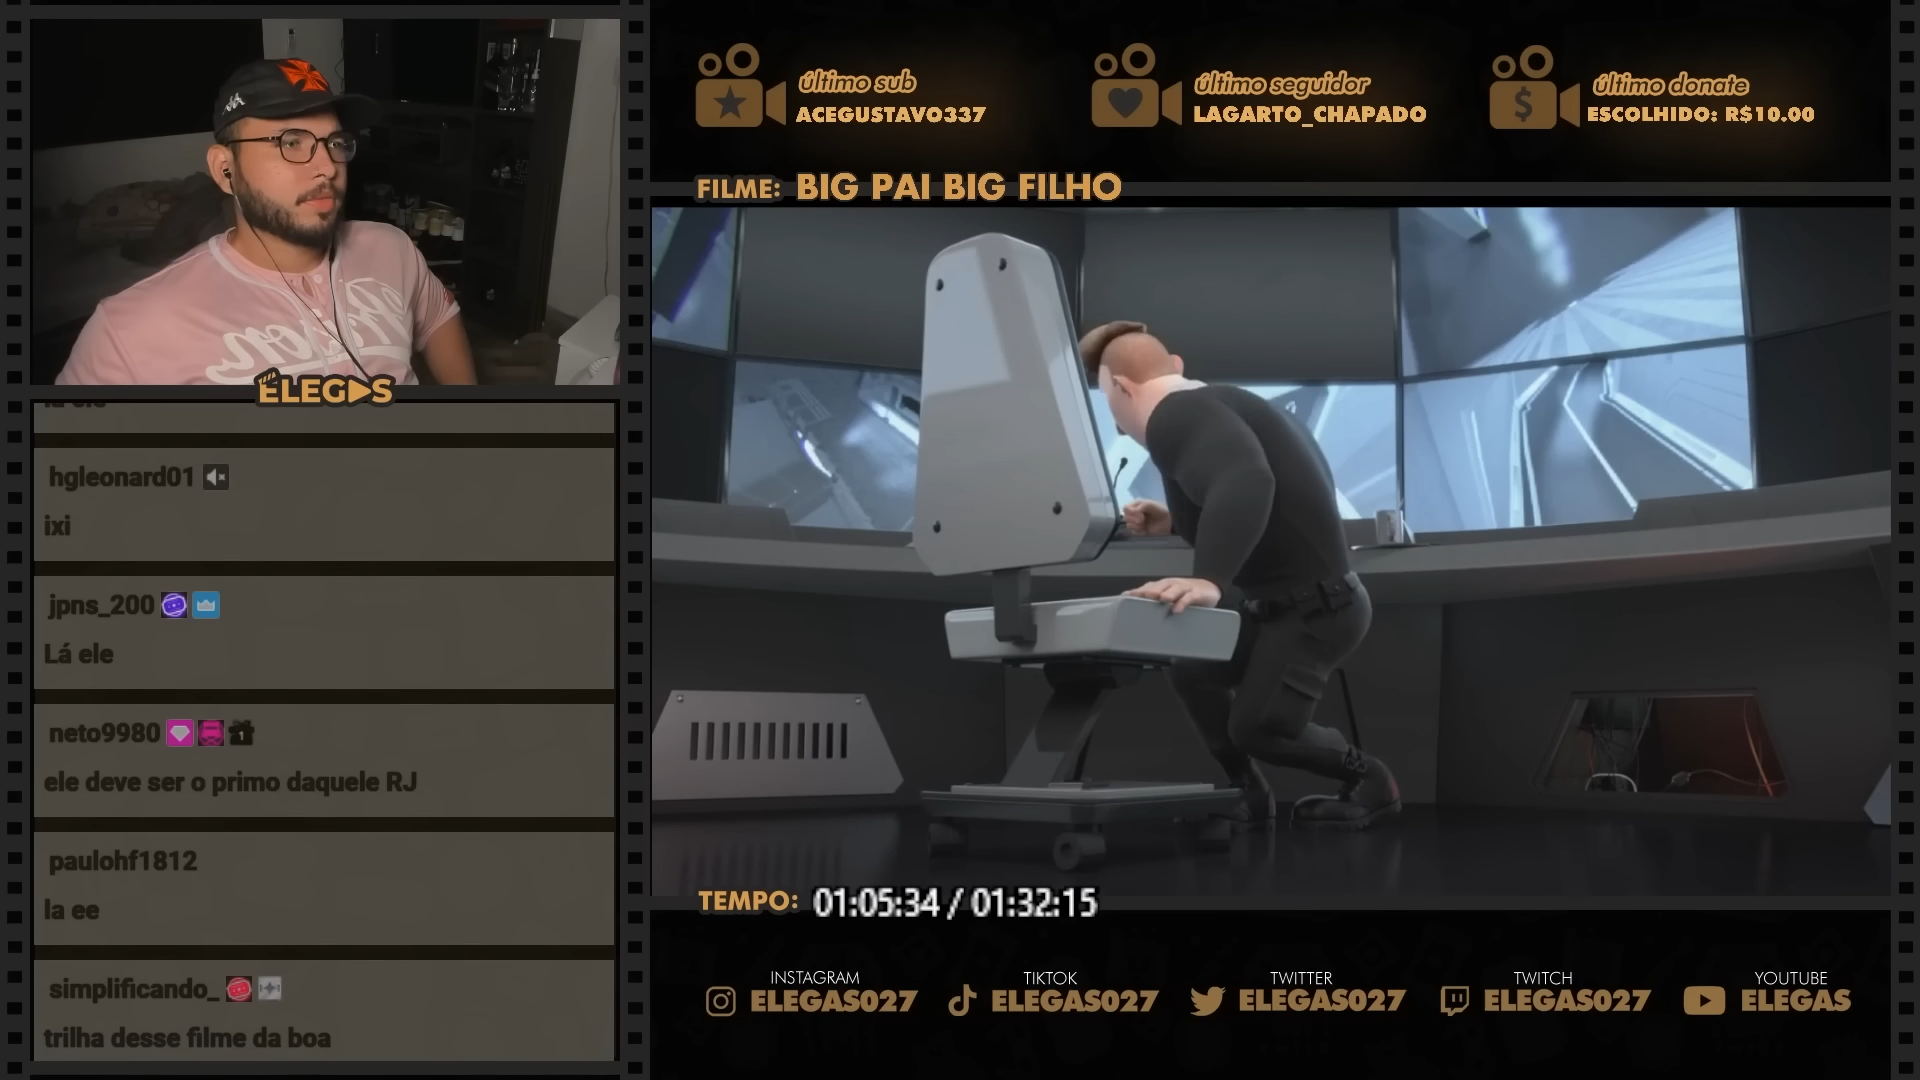 último sub
ACEGUSTAVO337
último seguidor
LAGARTO_CHAPADO
último donate
ESCOLHIDO: R$10.00
FILME: BIG PAI BIG FILHO
ELEGAS
hgleonard01
ixi
jpns_200
Lá ele
neto9980
ele deve ser o primo daquele RJ
paulohf1812
la ee
simplificando_
trilha desse filme da boa
TEMPO: 01:05:34 / 01:32:15
INSTAGRAM
ELEGAS027
TIKTOK
ELEGAS027
TWITTER
ELEGAS027
TWITCH
ELEGAS027
YOUTUBE
ELEGAS